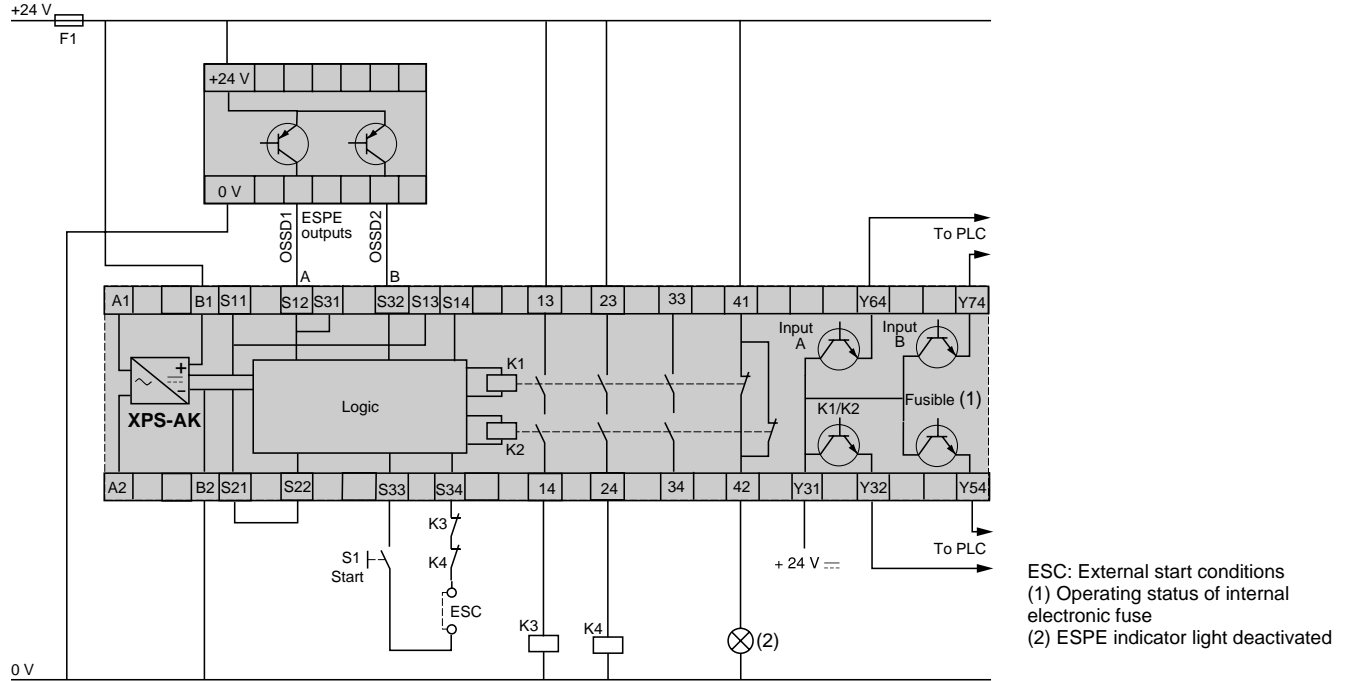 +24 V
F1
+24 V
0 V
OSSD1
ESPE
outputs
OSSD2
A
B
To PLC
A1
B1
S11
S12
S31
S32
S13
S14
13
23
33
41
Y64
Y74
Input
A
Input
B
+
-
XPS-AK
Logic
K1
K2
K1/K2
Fusible (1)
A2
B2
S21
S22
S33
S34
14
24
34
42
Y31
Y32
Y54
K3
K4
S1
Start
ESC
+ 24 V
To PLC
K3
K4
(2)
0 V
ESC: External start conditions
(1) Operating status of internal
electronic fuse
(2) ESPE indicator light deactivated